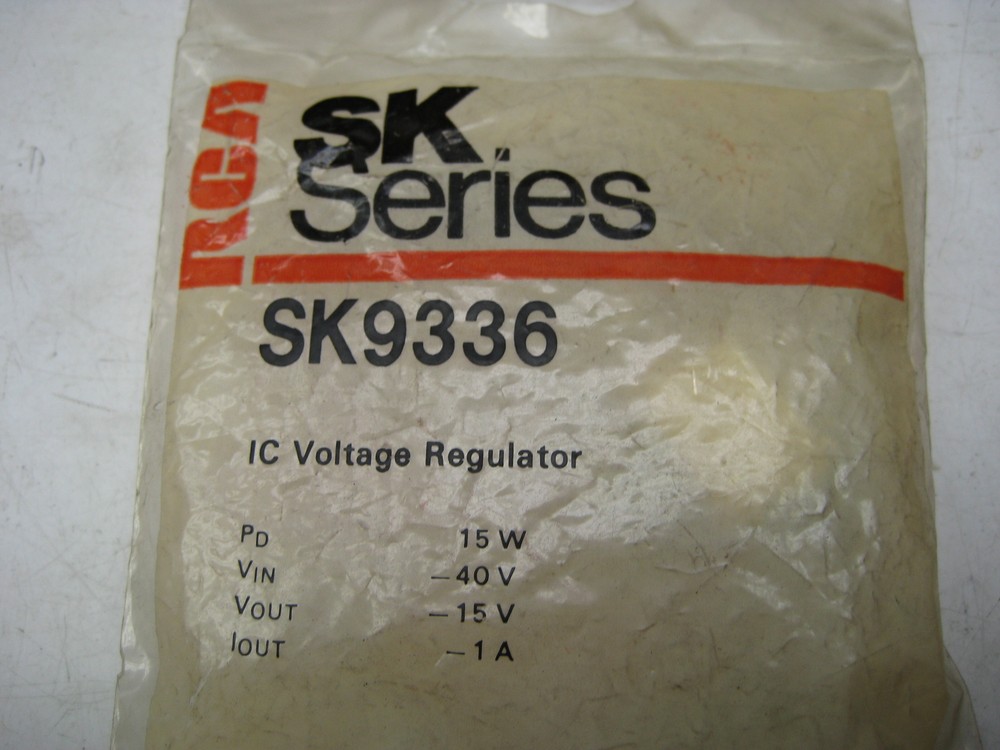 RCA
SK
Series
SK9336
IC Voltage Regulator
PD 15 W
VIN −40 V
VOUT −15 V
IOUT −1 A